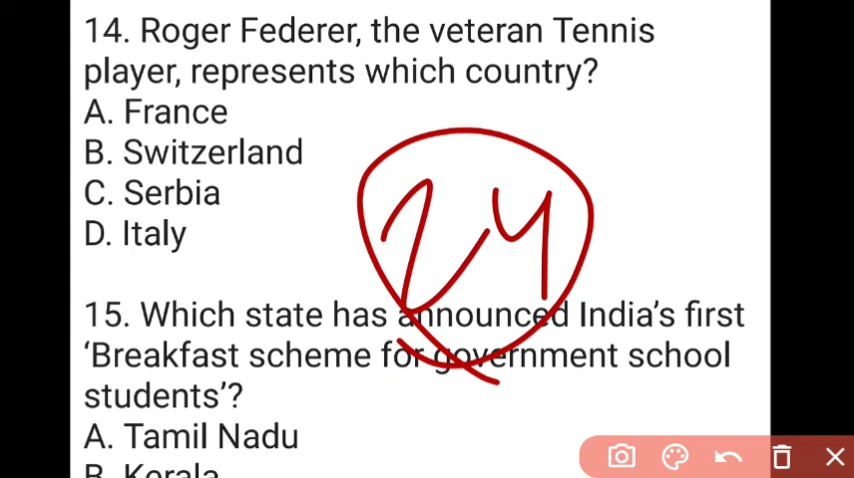 14. Roger Federer, the veteran Tennis
player, represents which country?
A. France
B. Switzerland
C. Serbia
D. Italy
24
15. Which state has announced India’s first
‘Breakfast scheme for government school
students’?
A. Tamil Nadu
B. Kerala